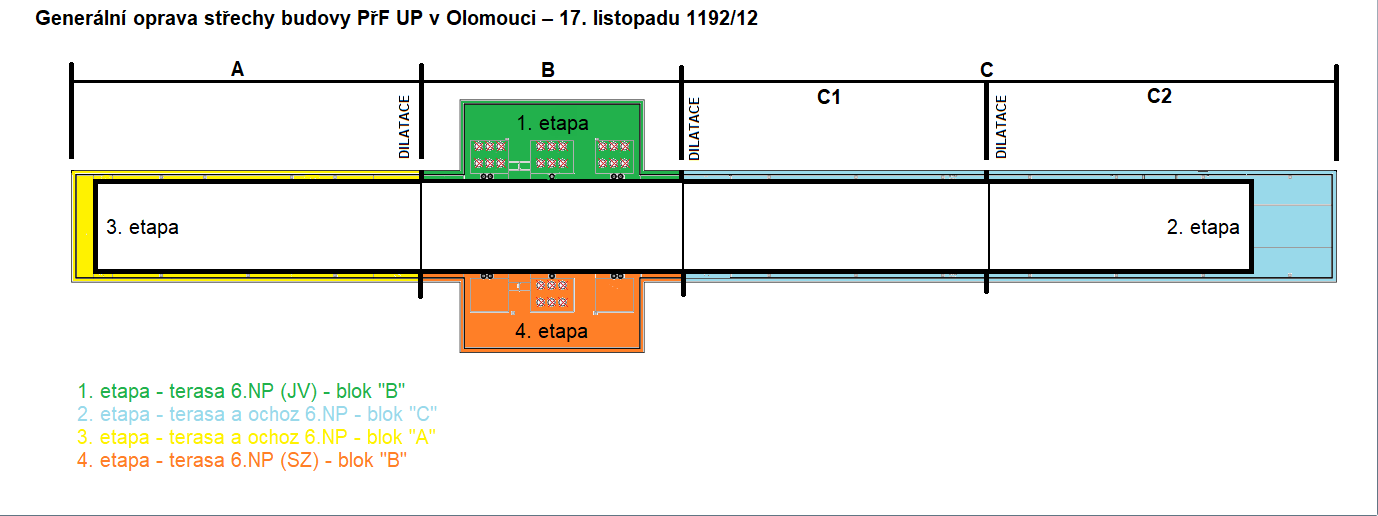 Generální oprava střechy budovy PřF UP v Olomouci – 17. listopadu 1192/12
A
B
C
C1
C2
DILATACE
DILATACE
DILATACE
1. etapa
3. etapa
2. etapa
4. etapa
1. etapa - terasa 6.NP (JV) - blok "B"
2. etapa - terasa a ochoz 6.NP - blok "C"
3. etapa - terasa a ochoz 6.NP - blok "A"
4. etapa - terasa 6.NP (SZ) - blok "B"